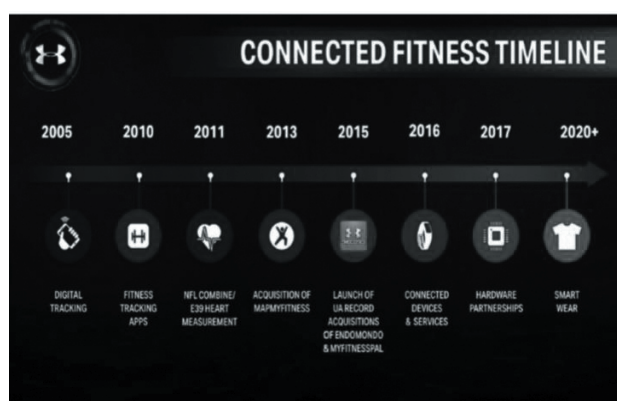 CONNECTED FITNESS TIMELINE
2005
2010
2011
2013
2015
2016
2017
2020+
DIGITAL
TRACKING
FITNESS
TRACKING
APPS
NFL COMBINE/
E39 HEART
MEASUREMENT
ACQUISITION OF
MAPMYFITNESS
LAUNCH OF
UA RECORD
ACQUISITIONS
OF ENDOMONDO
& MYFITNESSPAL
CONNECTED
DEVICES
& SERVICES
HARDWARE
PARTNERSHIPS
SMART
WEAR